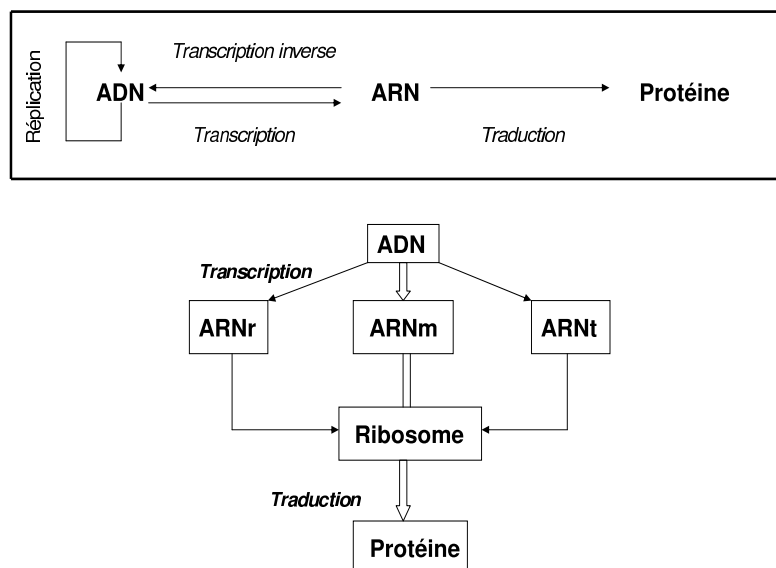 Réplication
Transcription inverse
ADN ARN Protéine
Transcription Traduction
ADN
Transcription
ARNr ARNm ARNt
Ribosome
Traduction
Protéine